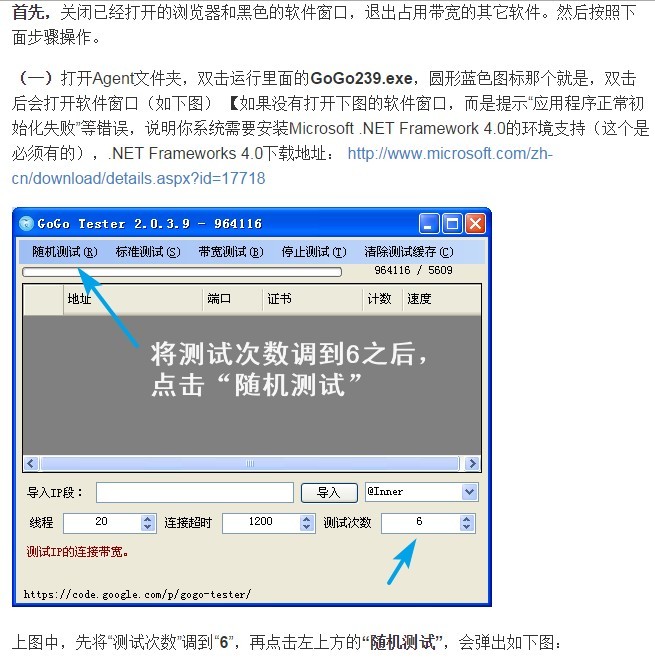 首先，关闭已经打开的浏览器和黑色的软件窗口，退出占用带宽的其它软件。然后按照下
面步骤操作。
（一）打开Agent文件夹，双击运行里面的GoGo239.exe，圆形蓝色图标那个就是，双击
后会打开软件窗口（如下图）【如果没有打开下图的软件窗口，而是提示“应用程序正常初
始化失败”等错误，说明你系统需要安装Microsoft .NET Framework 4.0的环境支持（这个是
必须有的），.NET Frameworks 4.0下载地址： http://www.microsoft.com/zh-
cn/download/details.aspx?id=17718
GoGo Tester 2.0.3.9 - 964116
随机测试(R) 标准测试(S) 带宽测试(B) 停止测试(T) 清除测试缓存(C)
964116 / 5609
地址 端口 证书 计数 速度
将测试次数调到6之后，
点击“随机测试”
导入IP段： 导入 @Inner
线程 20 连接超时 1200 测试次数 6
测试IP的连接带宽。
https://code.google.com/p/gogo-tester/
上图中，先将“测试次数”调到“6”，再点击左上方的“随机测试”，会弹出如下图：